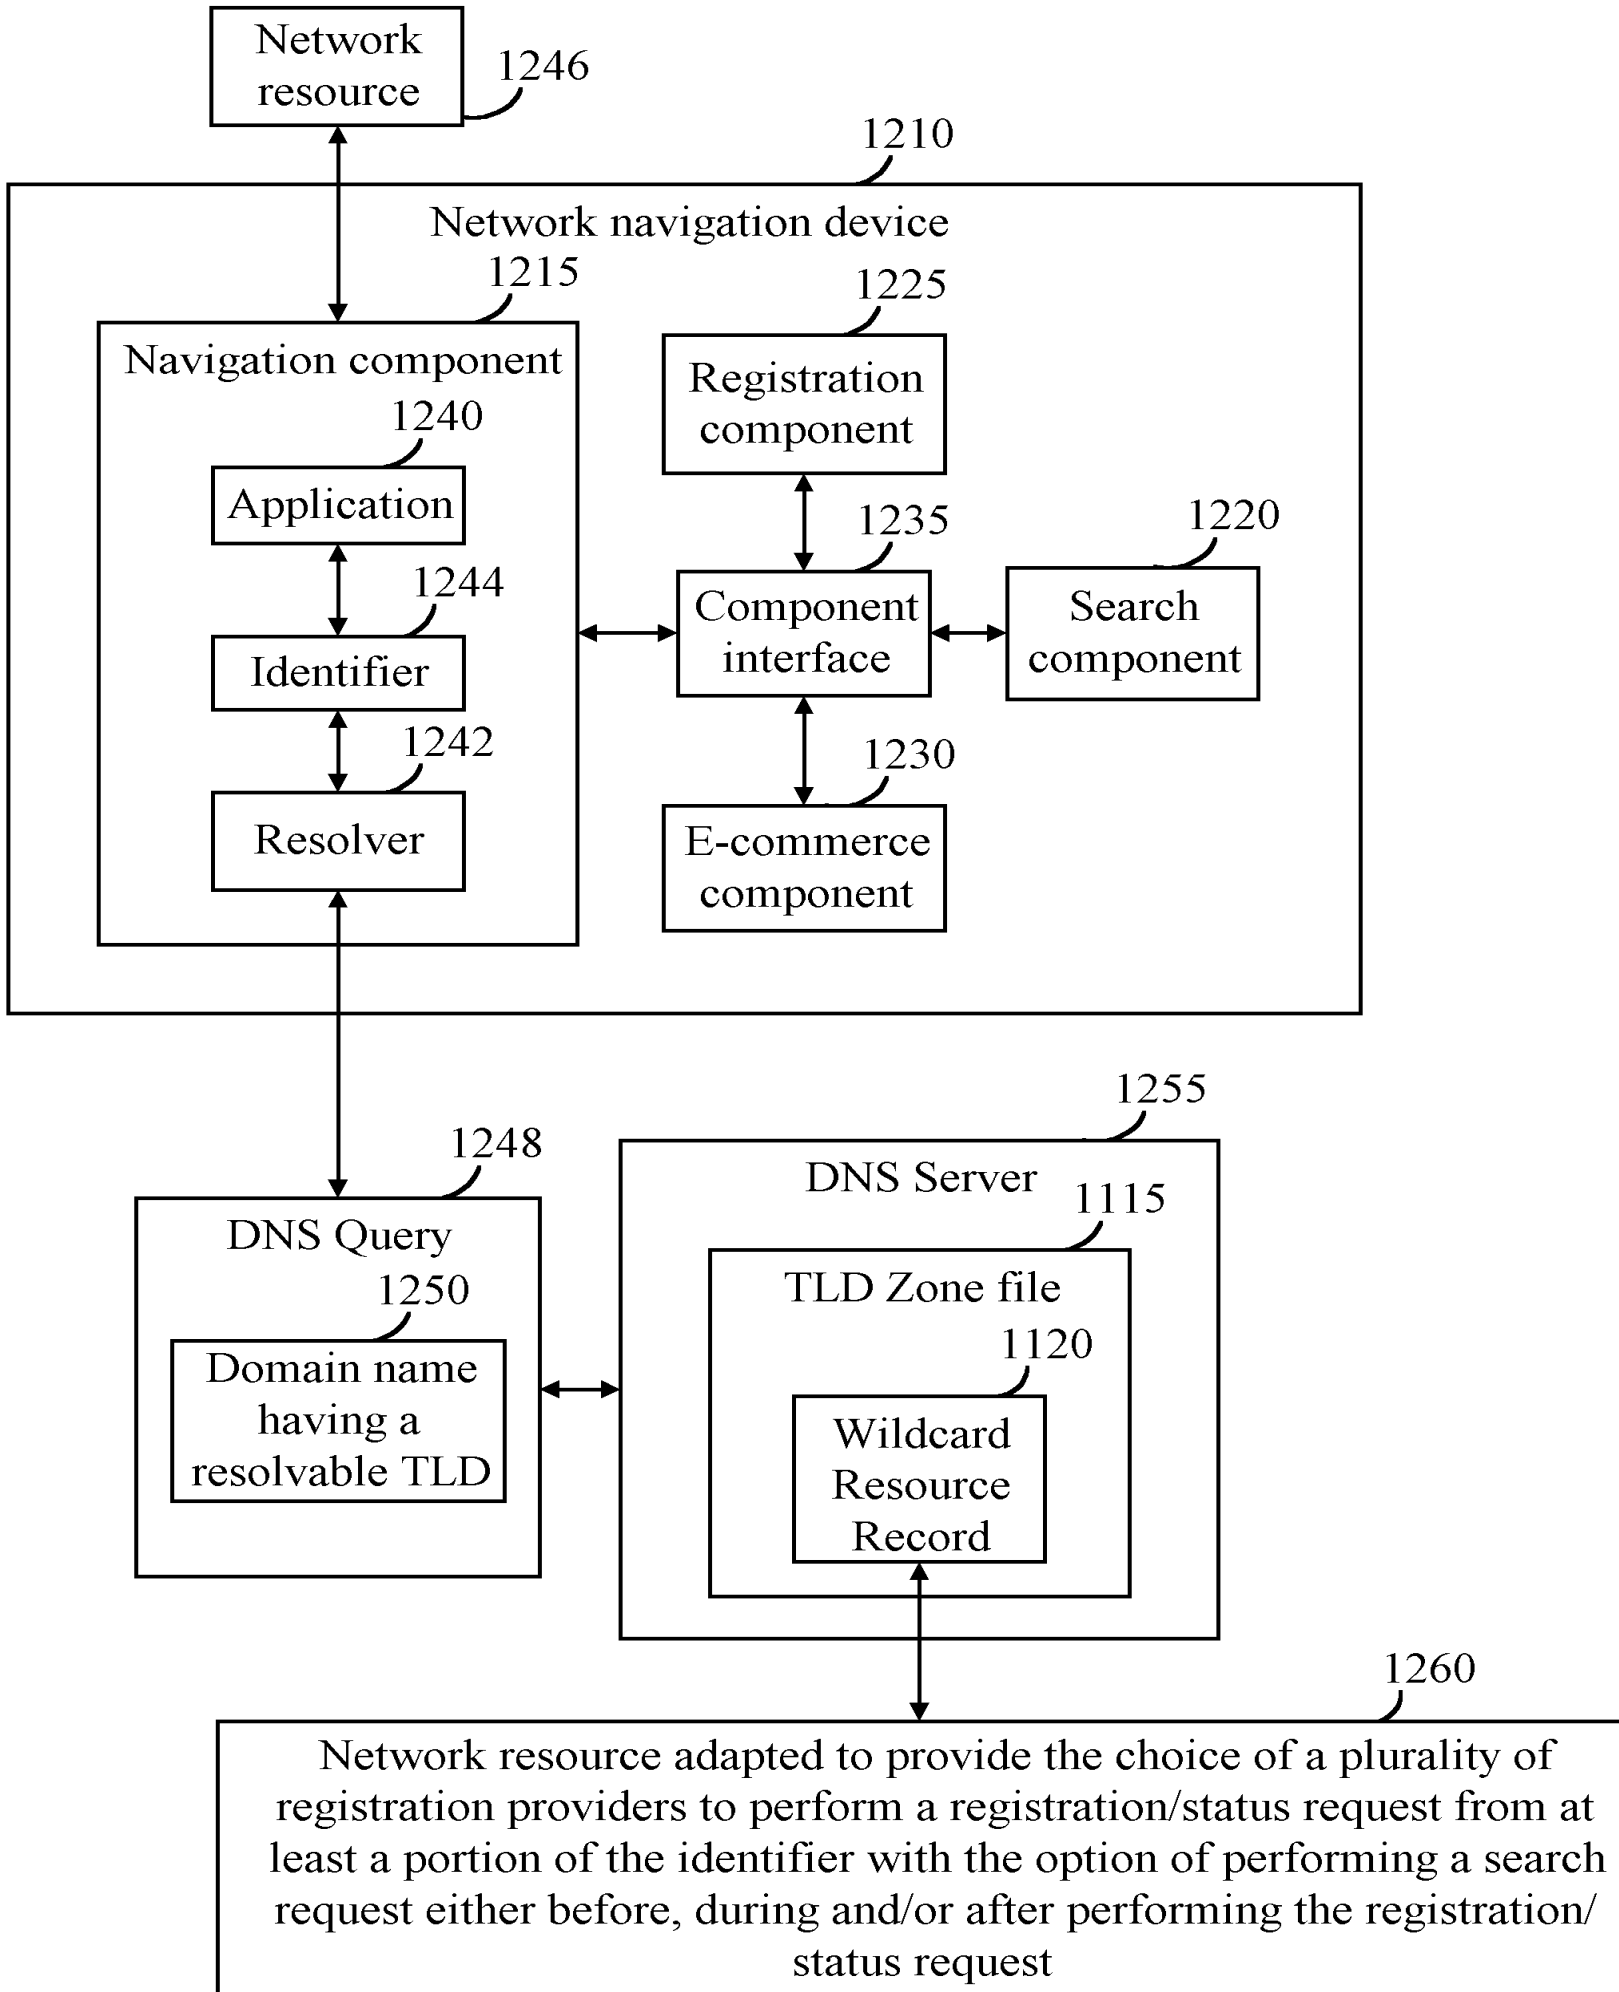 Network
resource
1246
1210
Network navigation device
1215
1225
Navigation component
Registration
component
1240
Application
1235
1220
1244
Component
interface
Search
component
Identifier
1242
1230
Resolver
E-commerce
component
1255
1248
DNS Server
1115
DNS Query
1250
TLD Zone file
1120
Domain name
having a
resolvable TLD
Wildcard
Resource
Record
1260
Network resource adapted to provide the choice of a plurality of
registration providers to perform a registration/status request from at
least a portion of the identifier with the option of performing a search
request either before, during and/or after performing the registration/
status request